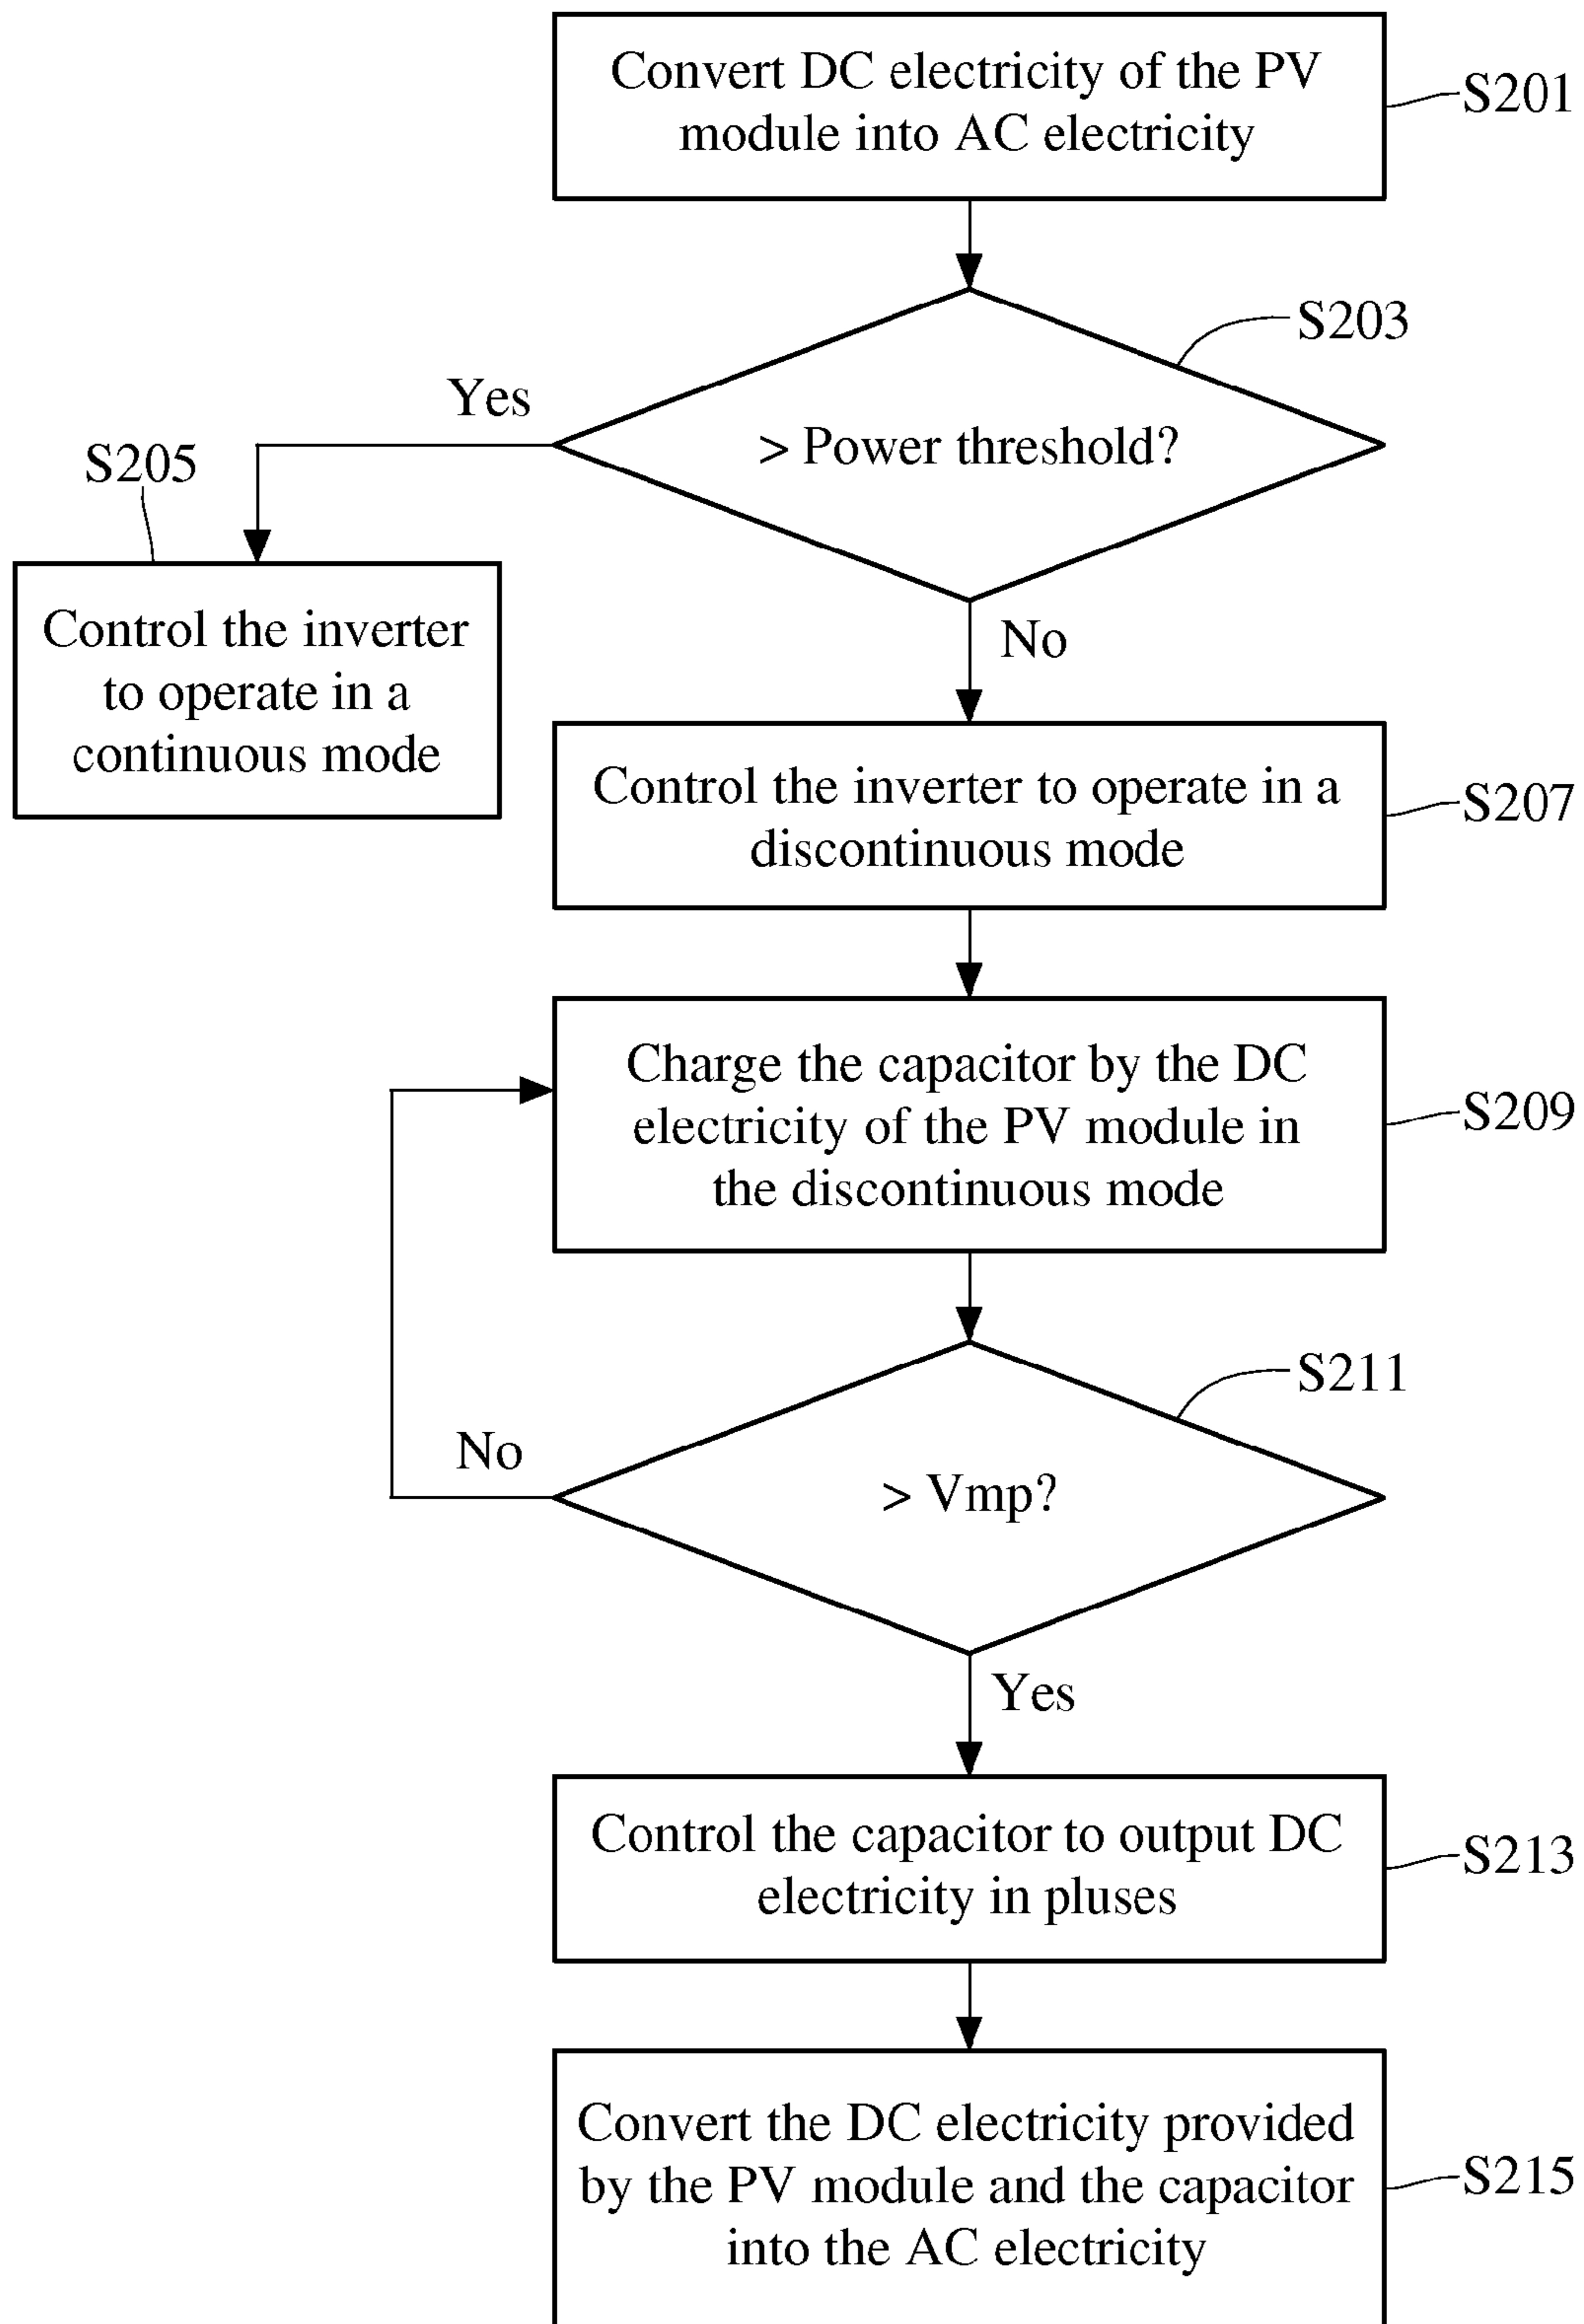 Convert DC electricity of the PV
module into AC electricity
S201
S203
> Power threshold?
Yes
S205
Control the inverter
to operate in a
continuous mode
No
Control the inverter to operate in a
discontinuous mode
S207
Charge the capacitor by the DC
electricity of the PV module in
the discontinuous mode
S209
S211
> Vmp?
No
Yes
Control the capacitor to output DC
electricity in pluses
S213
Convert the DC electricity provided
by the PV module and the capacitor
into the AC electricity
S215